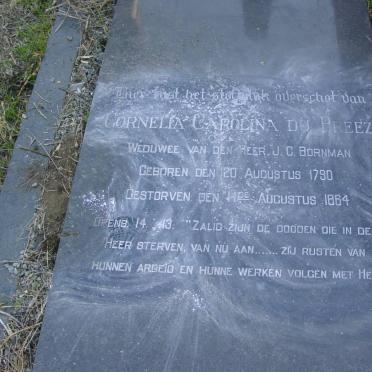 Hier rust het stoffelijk overschot van
CORNELIA CAROLINA DU PREEZ
WEDUWEE VAN DEN HEER, J. C. BORNMAN
GEBOREN DEN 20 AUGUSTUS 1790
GESTORVEN DEN AUGUSTUS 1864
OPENB. 14. :13. "ZALIG ZIJN DE DOODEN DIE IN DE
HEER STERVEN, VAN NU AAN.......ZIJ RUSTEN VAN
HUNNEN ARBEID EN HUNNE WERKEN VOLGEN MET HE